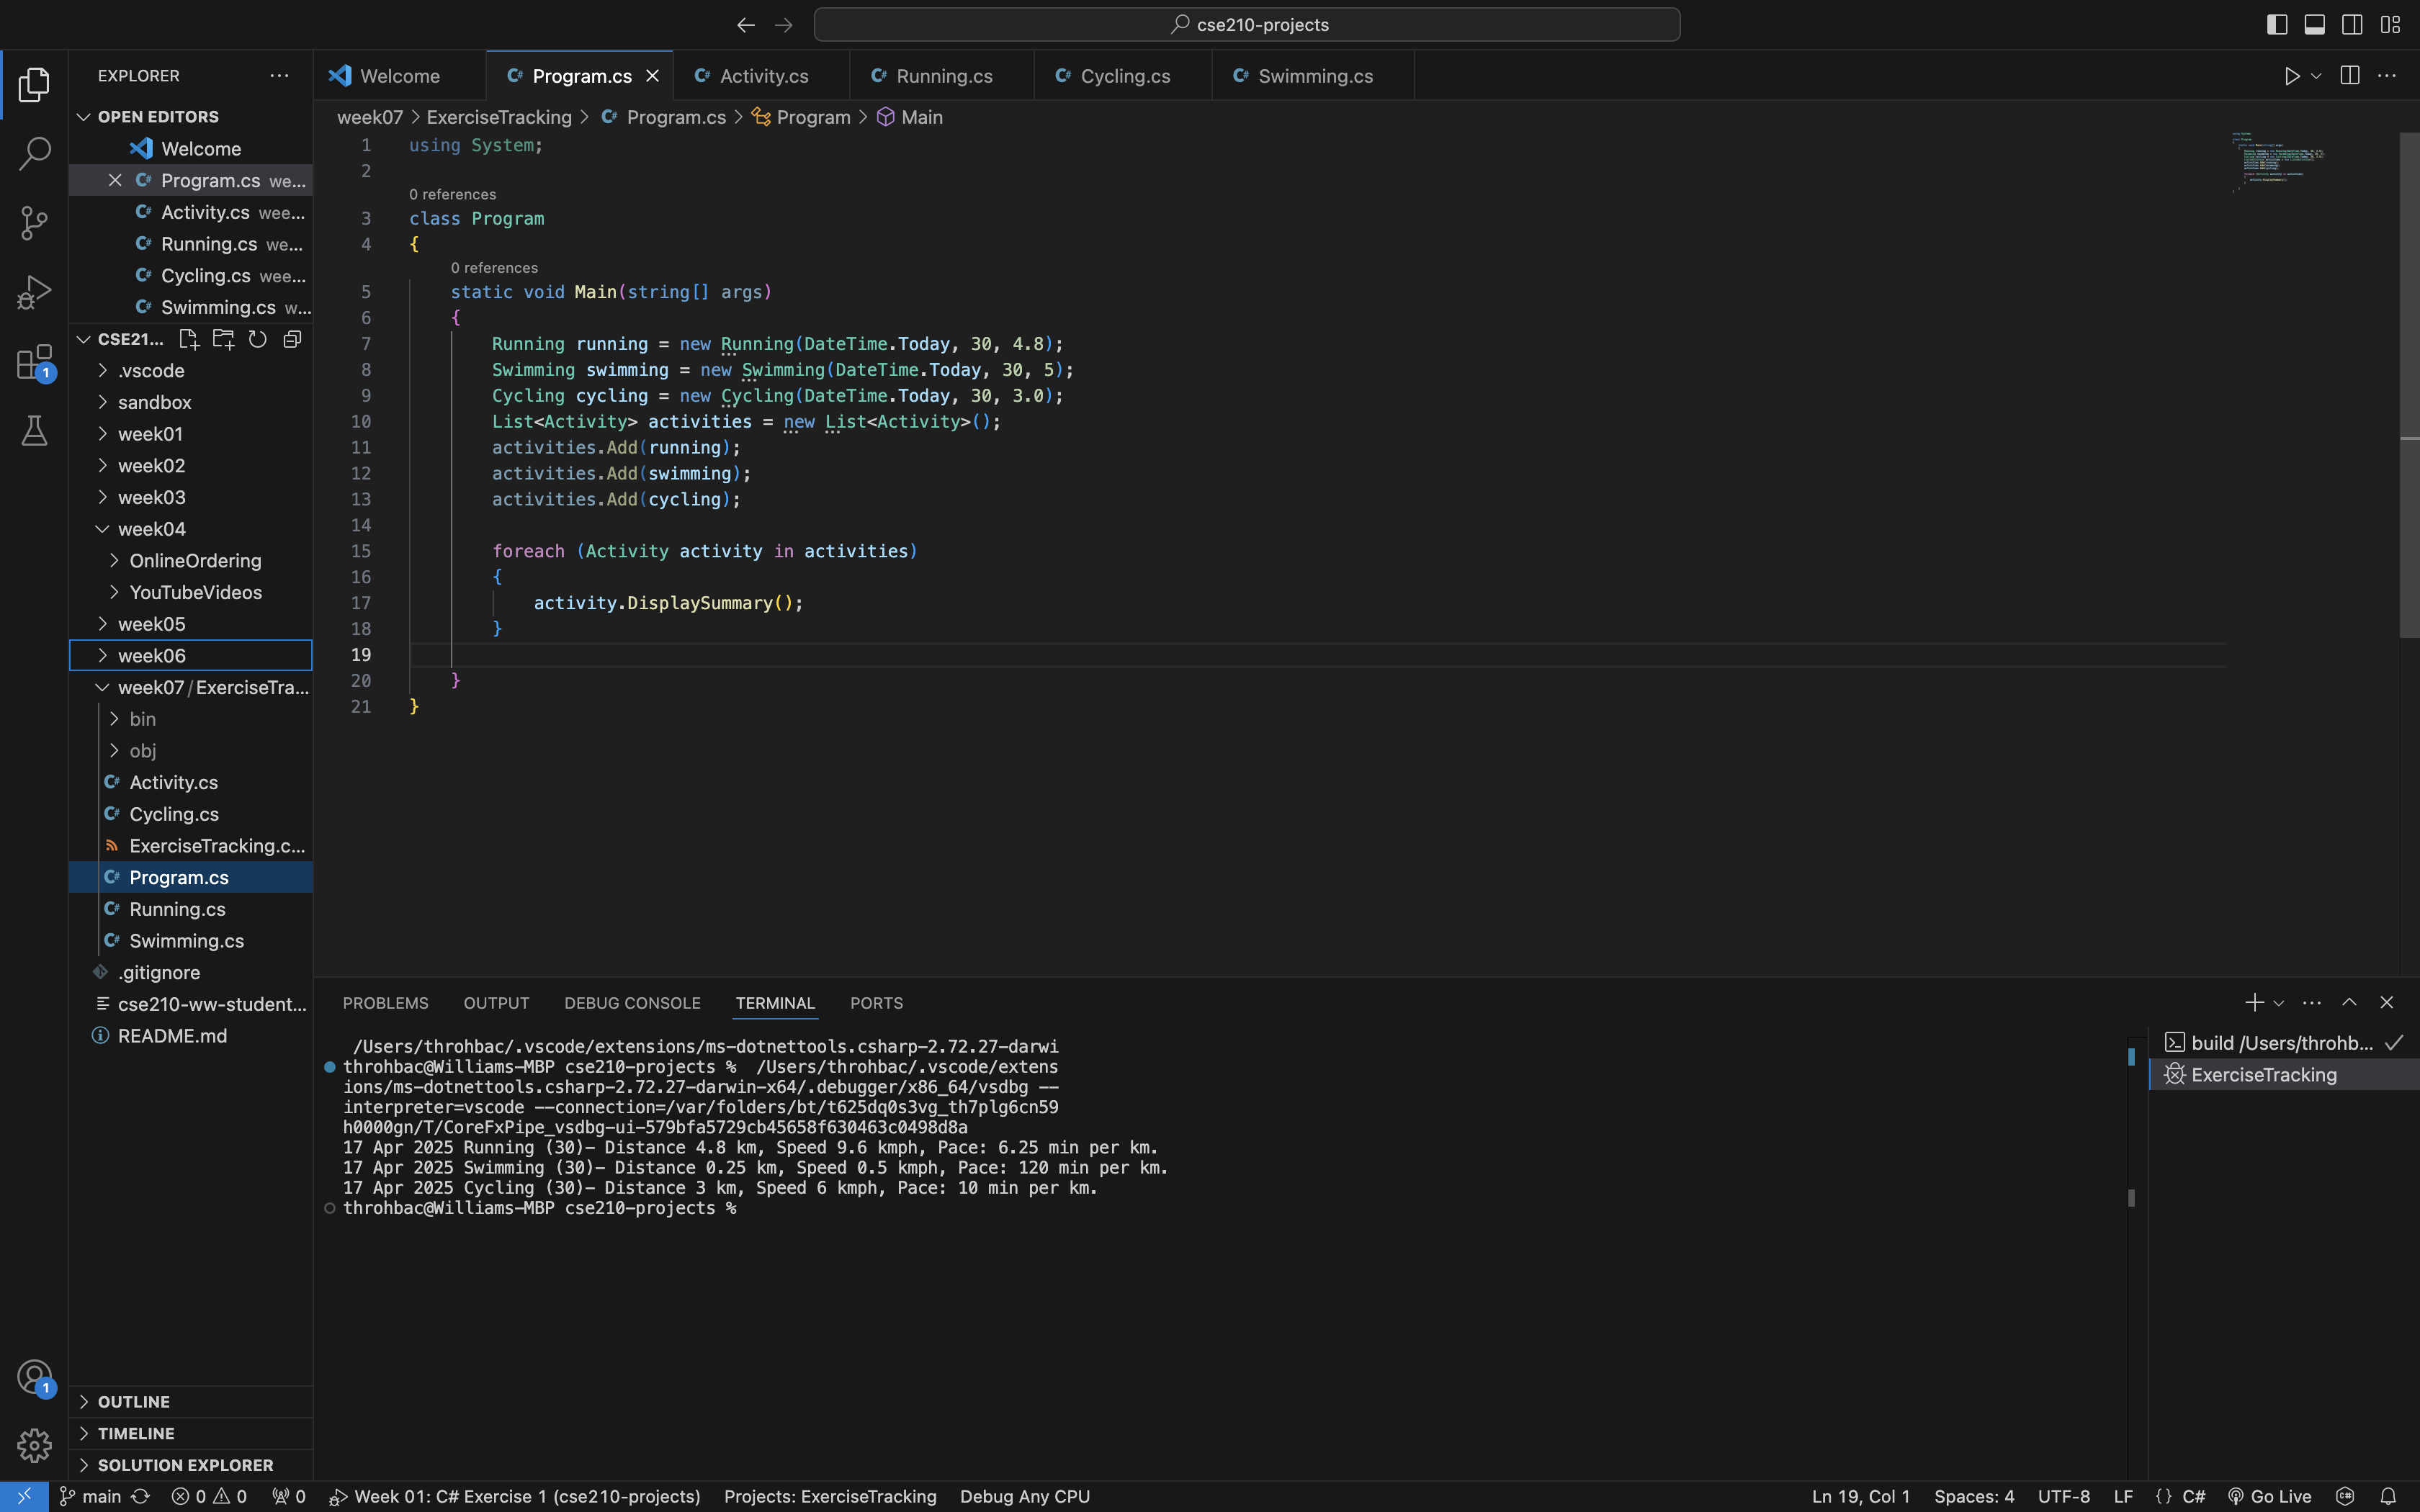 cse210-projects
EXPLORER
Welcome
Program.cs
Activity.cs
Running.cs
Cycling.cs
Swimming.cs
OPEN EDITORS
Welcome
Program.cs we...
Activity.cs wee...
Running.cs we...
Cycling.cs wee...
Swimming.cs w...
CSE21...
.vscode
sandbox
week01
week02
week03
week04
OnlineOrdering
YouTubeVideos
week05
week06
week07/ExerciseTra...
bin
obj
Activity.cs
Cycling.cs
ExerciseTracking.c...
Program.cs
Running.cs
Swimming.cs
.gitignore
cse210-ww-student...
README.md
OUTLINE
TIMELINE
SOLUTION EXPLORER
1
1
week07 > ExerciseTracking > Program.cs > Program > Main
1 using System;
2
0 references
3 class Program
4 {
0 references
5 static void Main(string[] args)
6 {
7 Running running = new Running(DateTime.Today, 30, 4.8);
8 Swimming swimming = new Swimming(DateTime.Today, 30, 5);
9 Cycling cycling = new Cycling(DateTime.Today, 30, 3.0);
10 List<Activity> activities = new List<Activity>();
11 activities.Add(running);
12 activities.Add(swimming);
13 activities.Add(cycling);
14
15 foreach (Activity activity in activities)
16 {
17 activity.DisplaySummary();
18 }
19
20 }
21 }
PROBLEMS OUTPUT DEBUG CONSOLE TERMINAL PORTS
/Users/throhbac/.vscode/extensions/ms-dotnettools.csharp-2.72.27-darwi
throhbac@Williams-MBP cse210-projects % /Users/throhbac/.vscode/extens
ions/ms-dotnettools.csharp-2.72.27-darwin-x64/.debugger/x86_64/vsdbg --
interpreter=vscode --connection=/var/folders/bt/t625dq0s3vg_th7plg6cn59
h0000gn/T/CoreFxPipe_vsdbg-ui-579bfa5729cb45658f630463c0498d8a
17 Apr 2025 Running (30)- Distance 4.8 km, Speed 9.6 kmph, Pace: 6.25 min per km.
17 Apr 2025 Swimming (30)- Distance 0.25 km, Speed 0.5 kmph, Pace: 120 min per km.
17 Apr 2025 Cycling (30)- Distance 3 km, Speed 6 kmph, Pace: 10 min per km.
throhbac@Williams-MBP cse210-projects %
build /Users/throhb...
ExerciseTracking
main 0 0 0 Week 01: C# Exercise 1 (cse210-projects) Projects: ExerciseTracking Debug Any CPU Ln 19, Col 1 Spaces: 4 UTF-8 LF {} C# Go Live